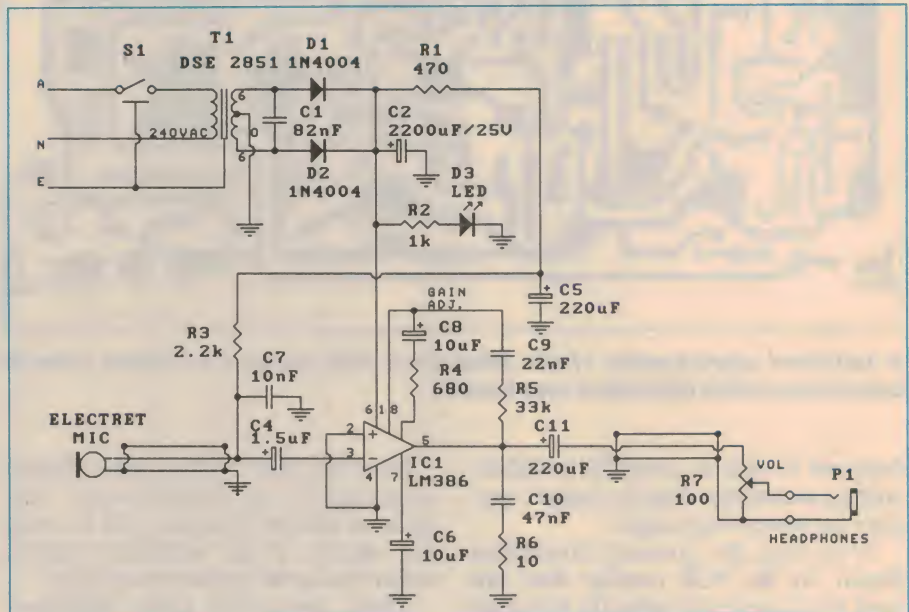 S1
T1
DSE 2851
D1
1N4004
R1
470
A
N
E
240VAC
6
0
6
C1
82nF
C2
+
2200uF/25V
D2
1N4004
D3
LED
R2
1k
+
C5
220uF
R3
2.2k
C7
10nF
GAIN
ADJ.
+
C8
10uF
R4
680
C9
22nF
R5
33k
ELECTRET
MIC
C4
1.5uF
+
6 1 8
2
+
3
-
5
4
7
IC1
LM386
C11
+
220uF
C10
47nF
R6
10
+
C6
10uF
R7
100
VOL
P1
HEADPHONES